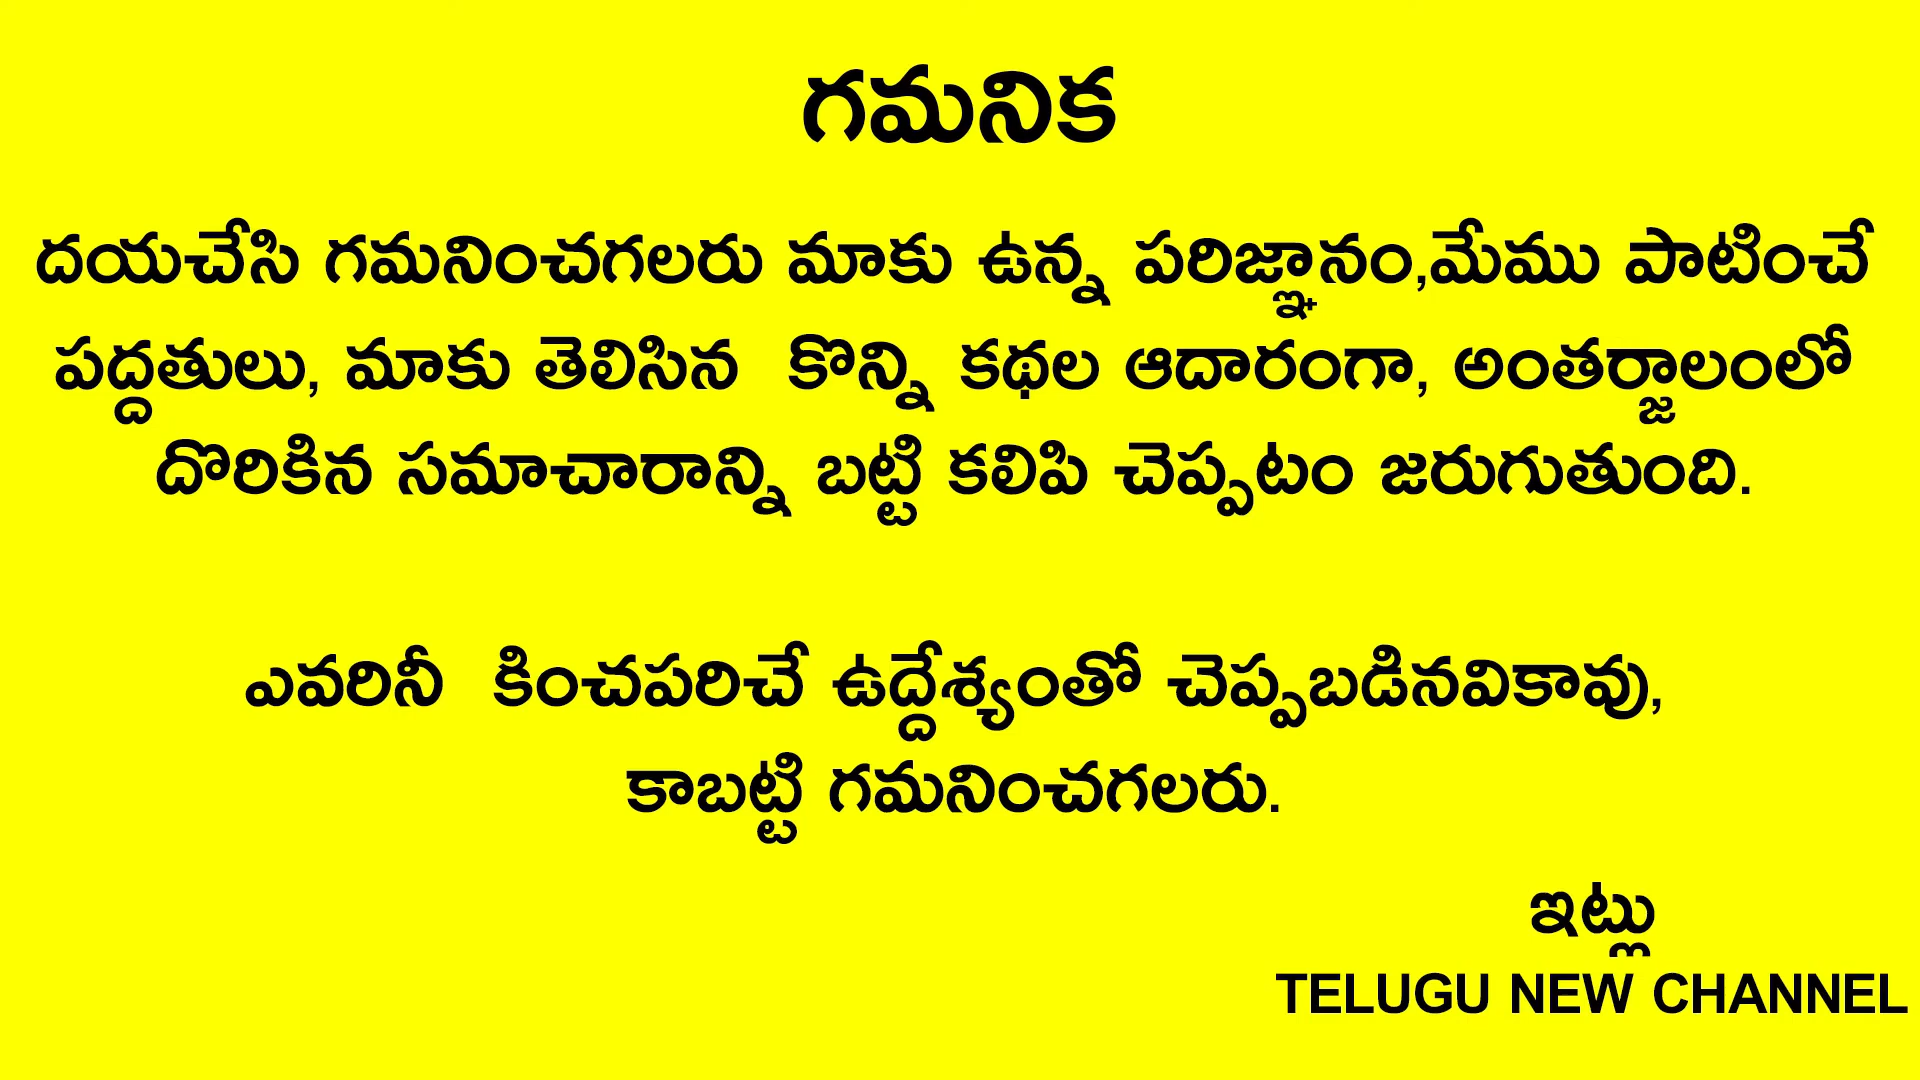 గమనిక
దయచేసి గమనించగలరు మాకు ఉన్న పరిజ్ఞానం,మేము పాటించే
పద్దతులు, మాకు తెలిసిన కొన్ని కథల ఆదారంగా, అంతర్జాలంలో
దొరికిన సమాచారాన్ని బట్టి కలిపి చెప్పటం జరుగుతుంది.
ఎవరినీ కించపరిచే ఉద్దేశ్యంతో చెప్పబడినవికావు,
కాబట్టి గమనించగలరు.
ఇట్లు
TELUGU NEW CHANNEL